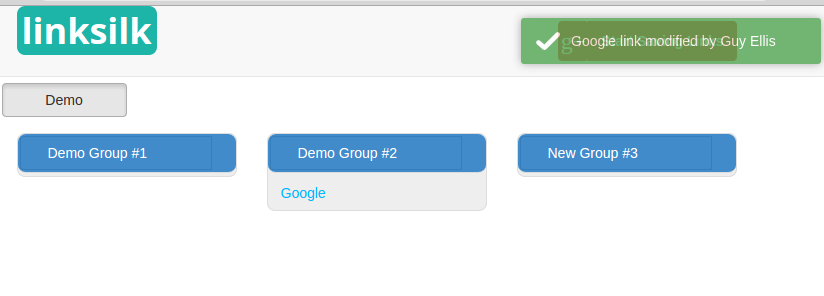 linksilk
Google link modified by Guy Ellis
Demo
Demo Group #1
Demo Group #2
New Group #3
Google